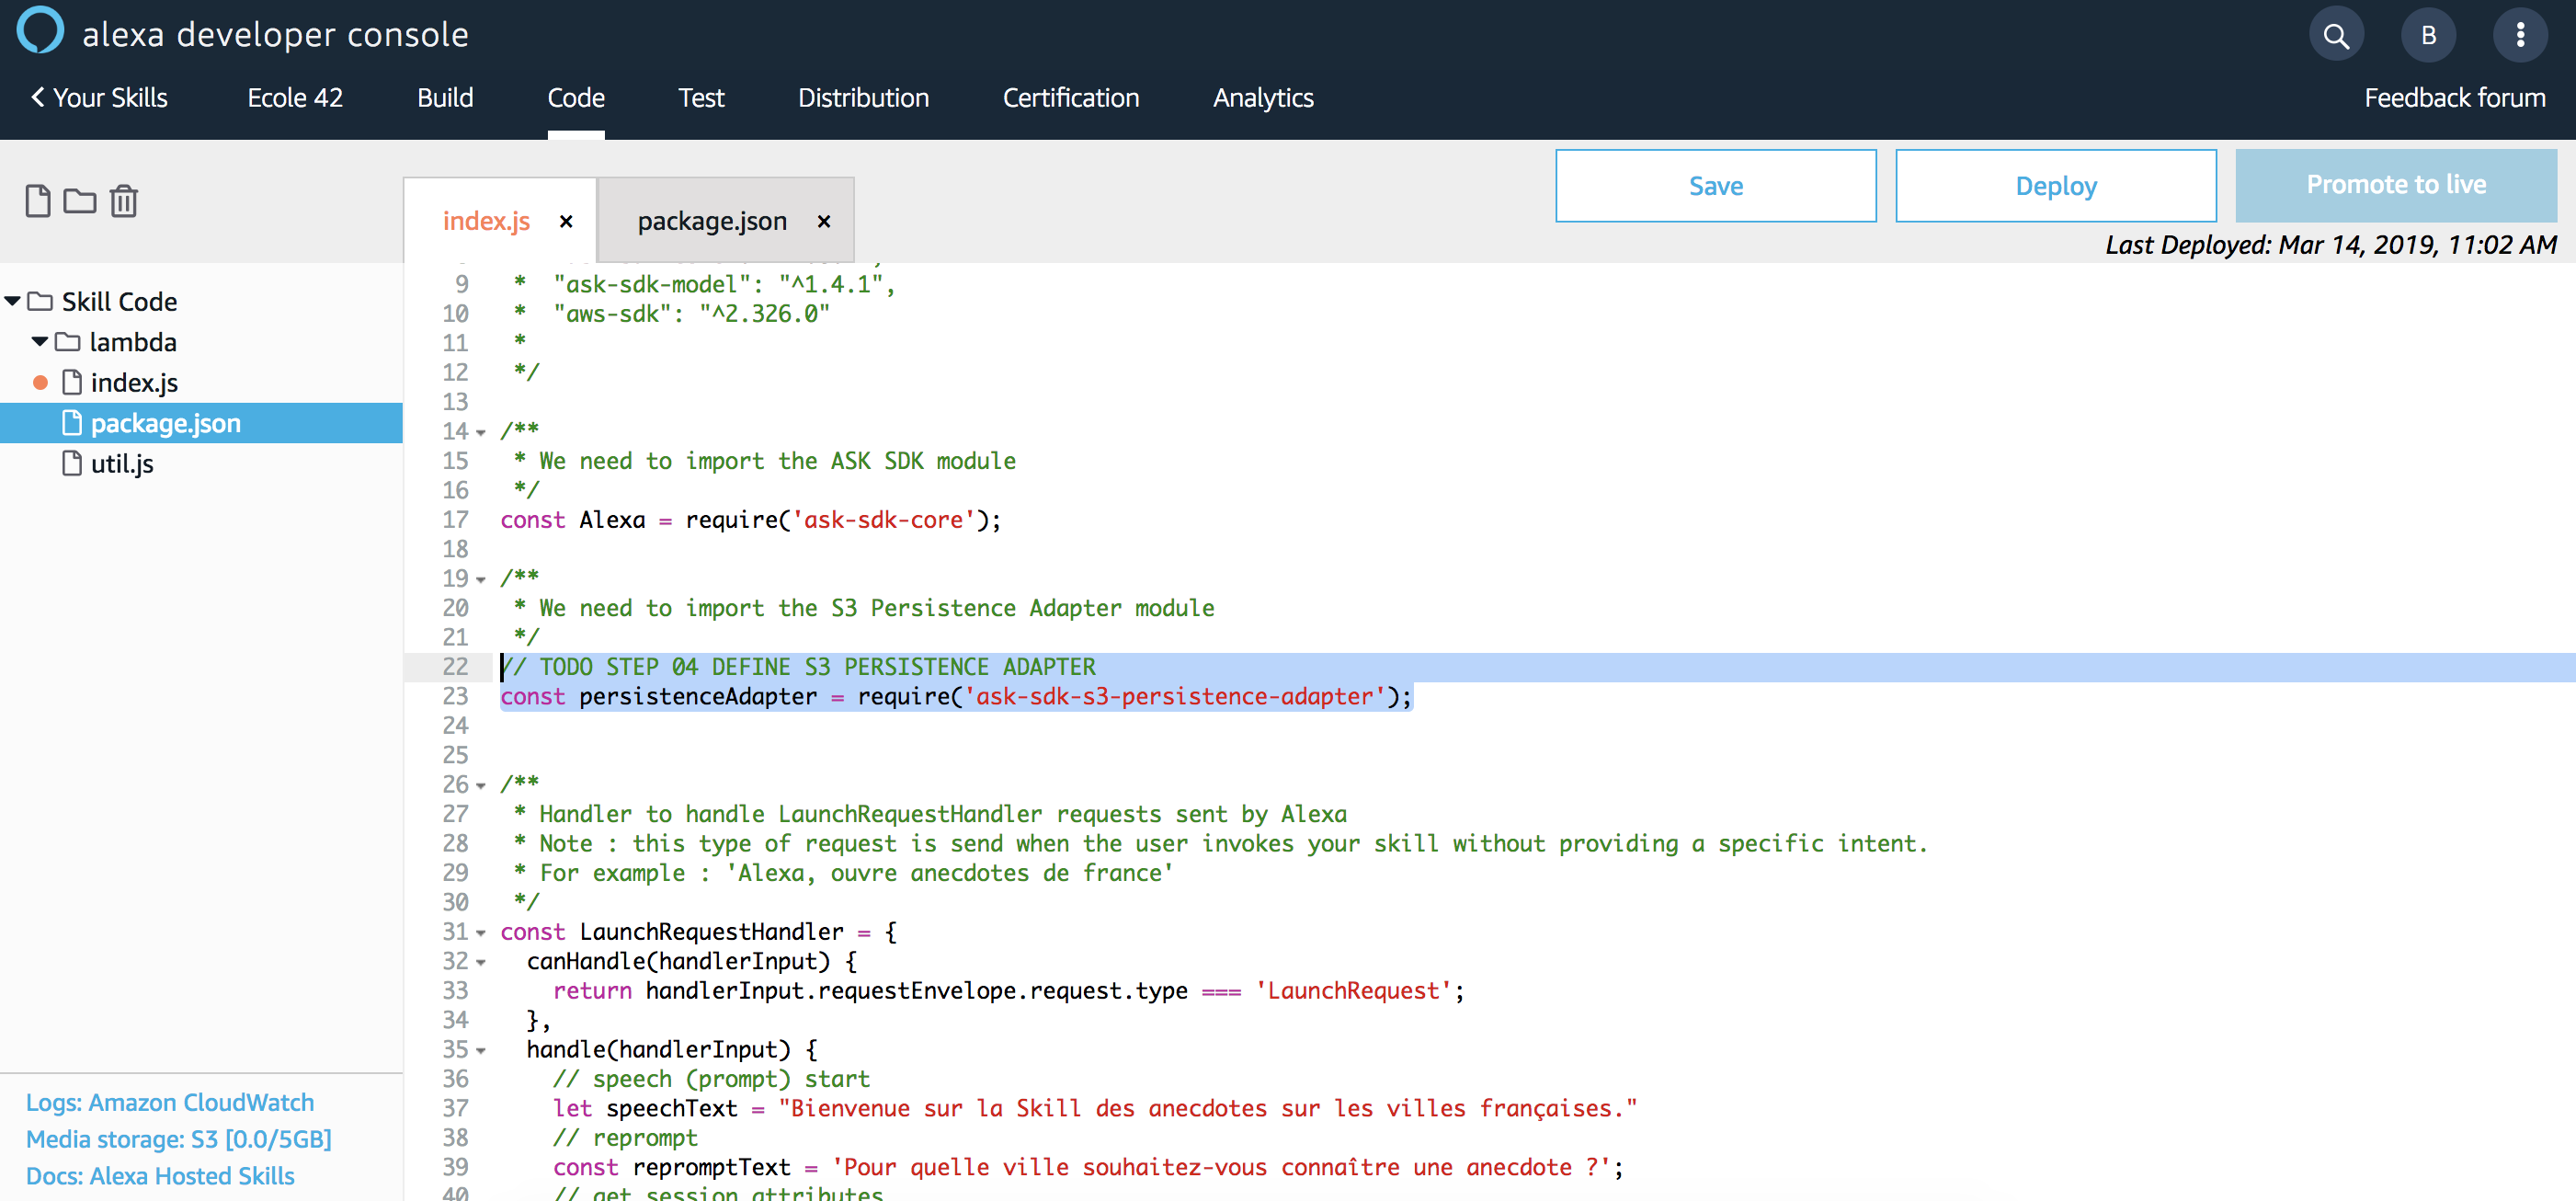 alexa developer console
B
Your Skills
Ecole 42
Build
Code
Test
Distribution
Certification
Analytics
Feedback forum
Save
Deploy
Promote to live
Last Deployed: Mar 14, 2019, 11:02 AM
index.js ×
package.json ×
Skill Code
lambda
index.js
package.json
util.js
Logs: Amazon CloudWatch
Media storage: S3 [0.0/5GB]
Docs: Alexa Hosted Skills
9 * "ask-sdk-model": "^1.4.1",
10 * "aws-sdk": "^2.326.0"
11 *
12 */
13
14 /**
15 * We need to import the ASK SDK module
16 */
17 const Alexa = require('ask-sdk-core');
18
19 /**
20 * We need to import the S3 Persistence Adapter module
21 */
22 // TODO STEP 04 DEFINE S3 PERSISTENCE ADAPTER
23 const persistenceAdapter = require('ask-sdk-s3-persistence-adapter');
24
25
26 /**
27 * Handler to handle LaunchRequestHandler requests sent by Alexa
28 * Note : this type of request is send when the user invokes your skill without providing a specific intent.
29 * For example : 'Alexa, ouvre anecdotes de france'
30 */
31 const LaunchRequestHandler = {
32 canHandle(handlerInput) {
33 return handlerInput.requestEnvelope.request.type === 'LaunchRequest';
34 },
35 handle(handlerInput) {
36 // speech (prompt) start
37 let speechText = "Bienvenue sur la Skill des anecdotes sur les villes françaises."
38 // reprompt
39 const repromptText = 'Pour quelle ville souhaitez-vous connaître une anecdote ?';
40 // get session attributes